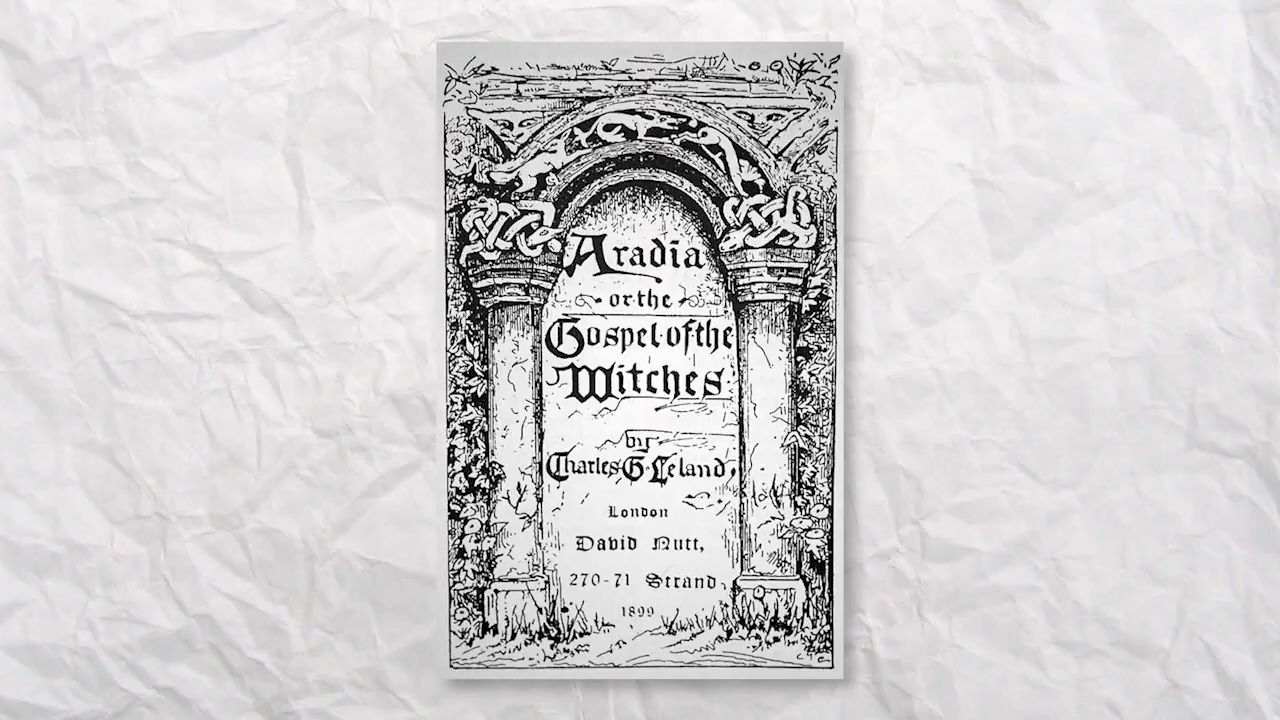 Aradia
or the
Gospel of the
Witches
by
Charles G. Leland,
London
David Nutt,
270-71 Strand
1899